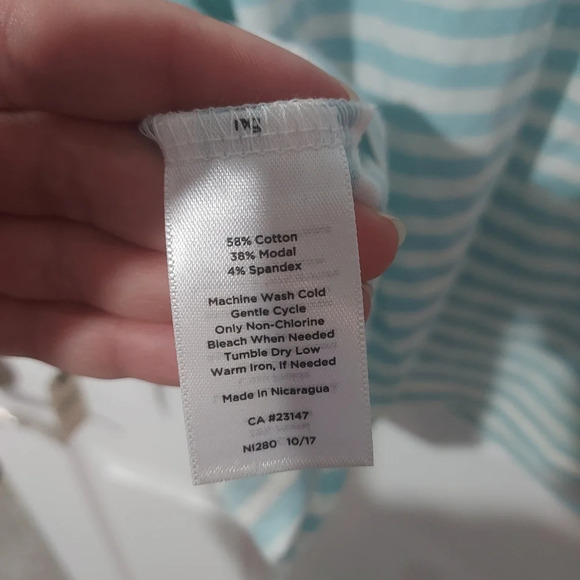 58% Cotton
38% Modal
4% Spandex
Machine Wash Cold
Gentle Cycle
Only Non-Chlorine
Bleach When Needed
Tumble Dry Low
Warm Iron, If Needed
Made in Nicaragua
CA #23147
NI280 10/17